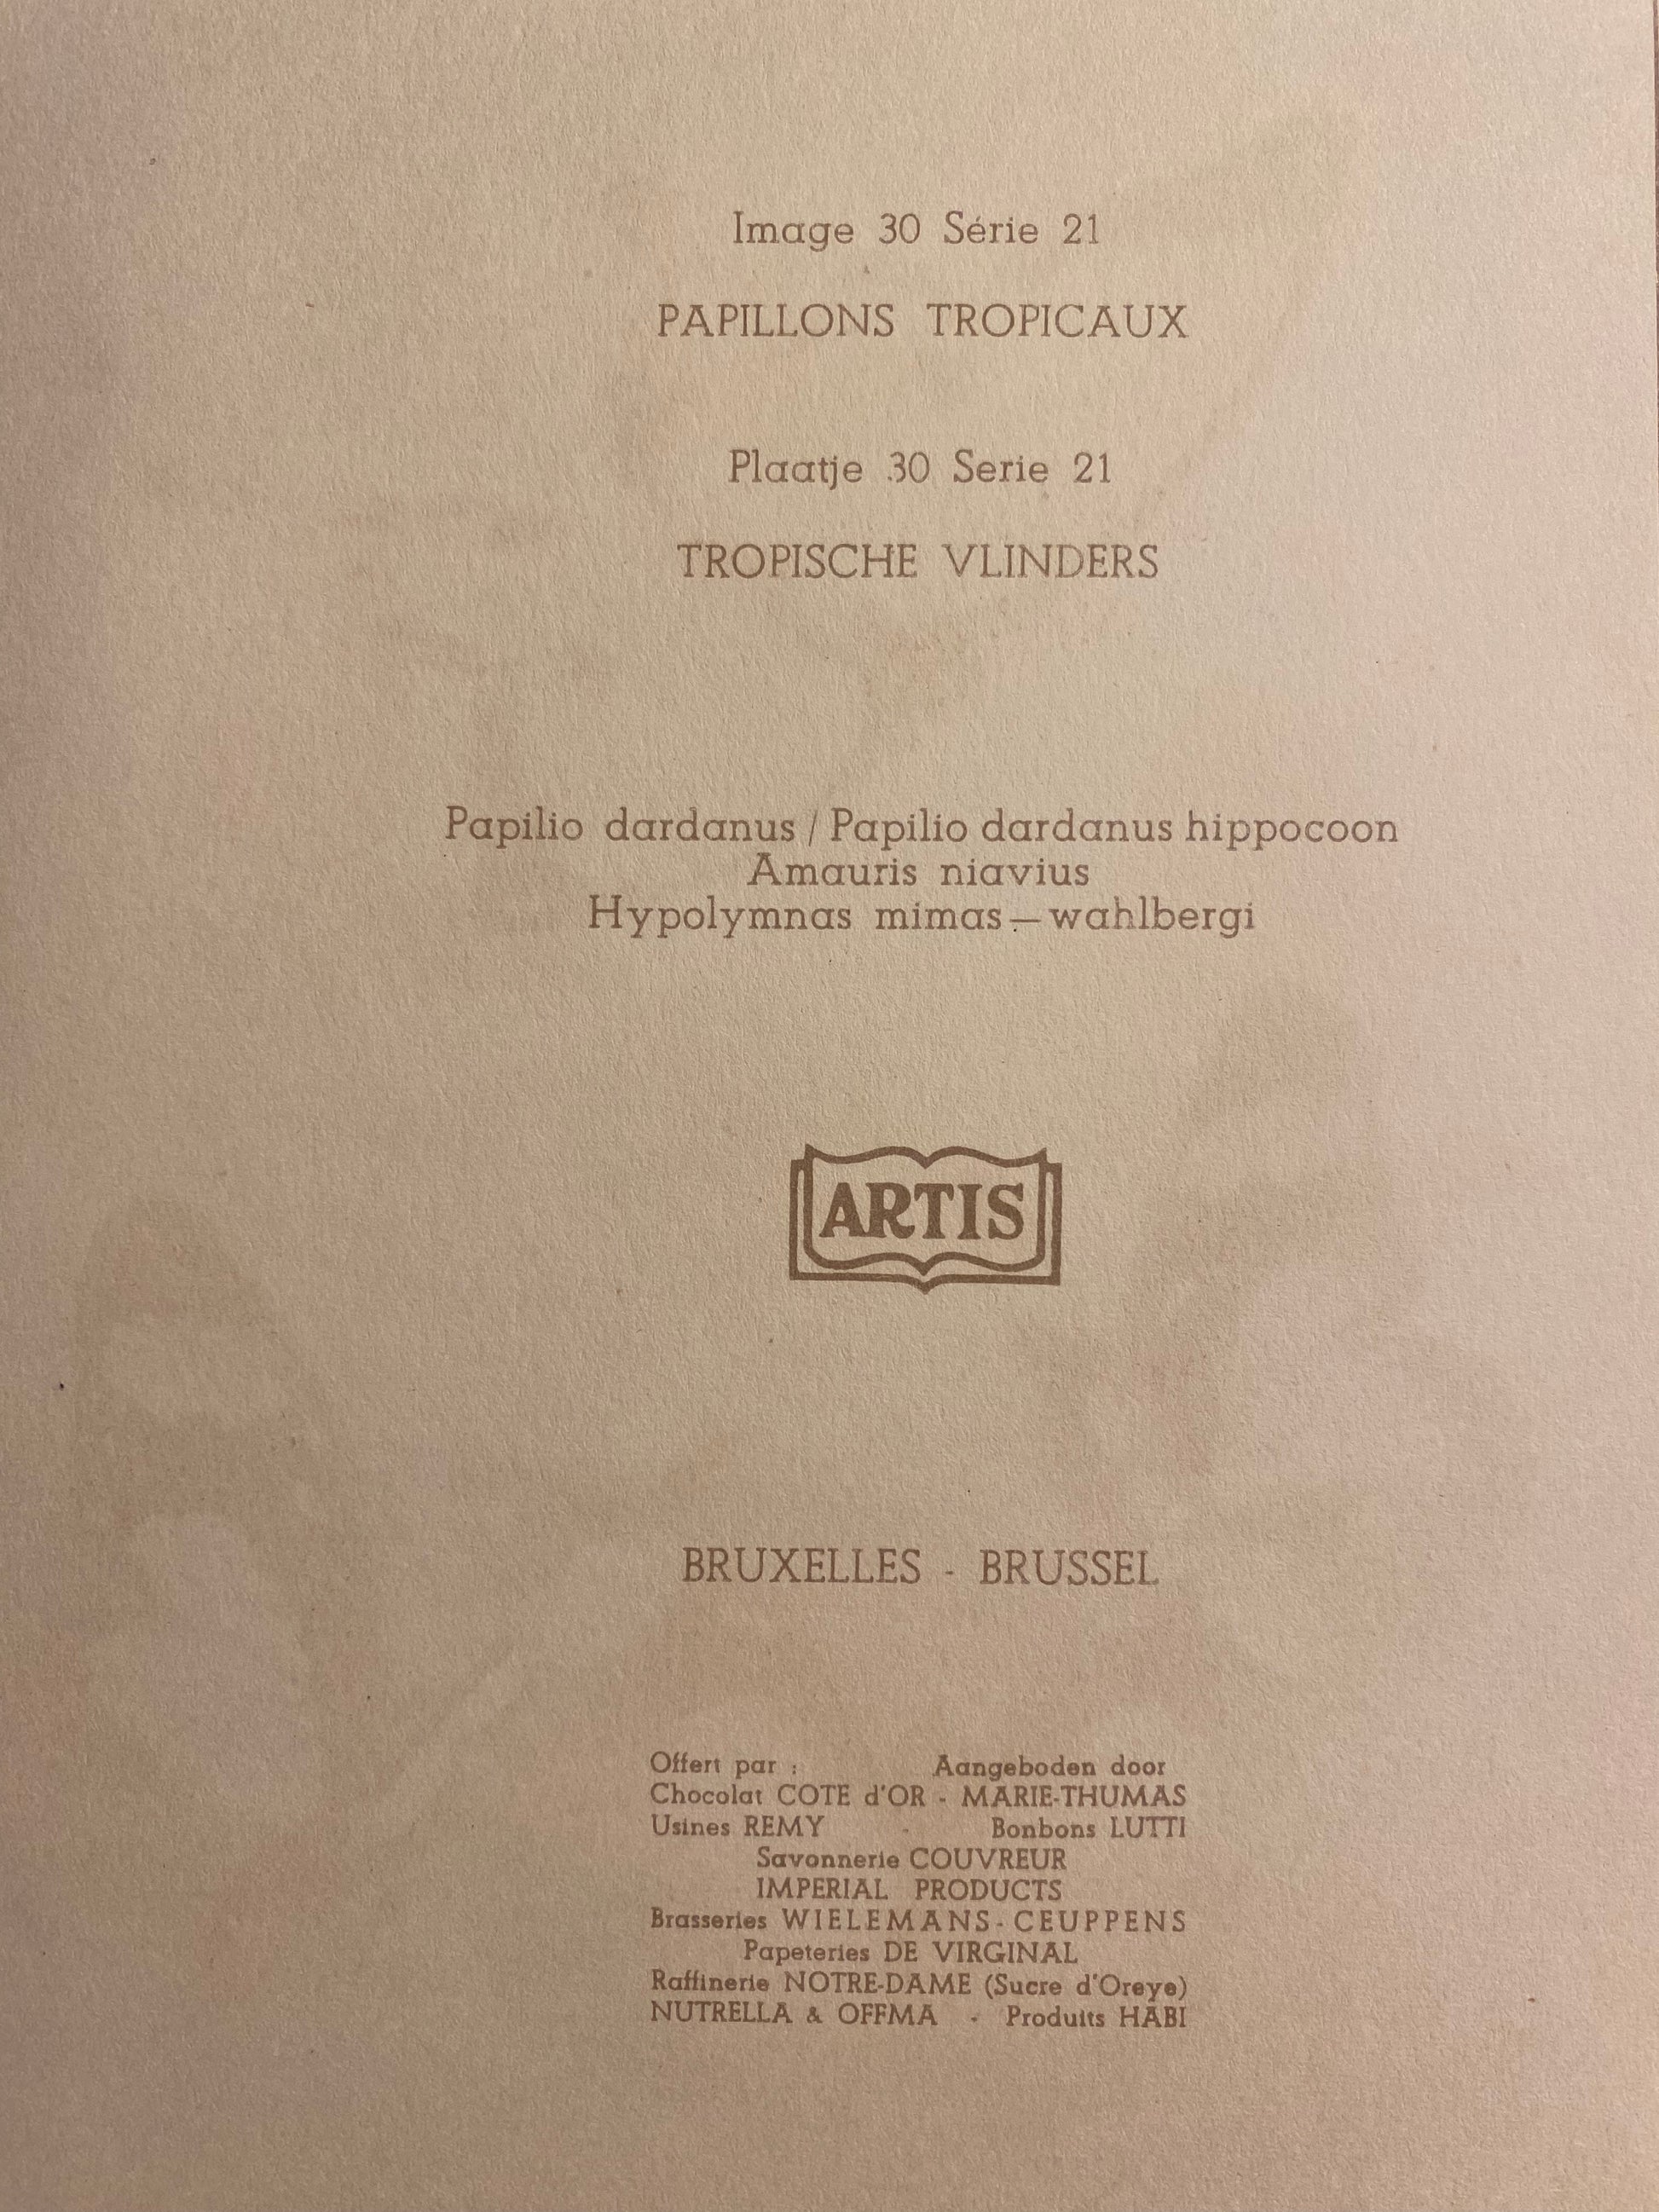 Image 30 Série 21
PAPILLONS TROPICAUX
Plaatje 30 Serie 21
TROPISCHE VLINDERS
Papilio dardanus / Papilio dardanus hippocoon
Amauris niavius
Hypolymnas mimas — wahlbergi
ARTIS
BRUXELLES - BRUSSEL
Offert par : Aangeboden door
Chocolat COTE d'OR - MARIE-THUMAS
Usines REMY - Bonbons LUTTI
Savonnerie COUVREUR
IMPERIAL PRODUCTS
Brasseries WIELEMANS-CEUPPENS
Papeteries DE VIRGINAL
Raffinerie NOTRE-DAME (Sucre d'Oreye)
NUTRELLA & OFFMA - Produits HABI